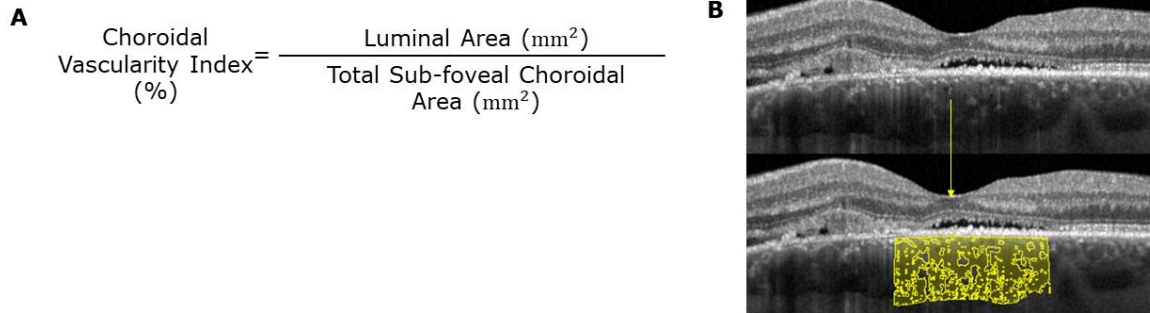 A
Choroidal
Vascularity Index
(%)
=
Luminal Area (mm²)
Total Sub-foveal Choroidal
Area (mm²)
B